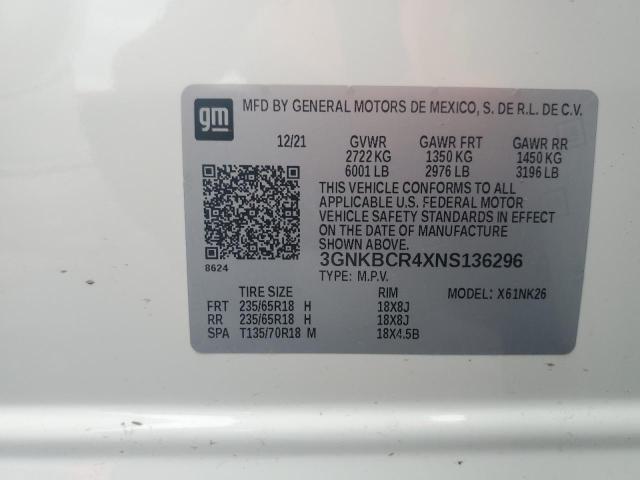 gm
MFD BY GENERAL MOTORS DE MEXICO, S. DE R.L. DE C.V.
12/21 GVWR GAWR FRT GAWR RR
2722 KG 1350 KG 1450 KG
6001 LB 2976 LB 3196 LB
THIS VEHICLE CONFORMS TO ALL
APPLICABLE U.S. FEDERAL MOTOR
VEHICLE SAFETY STANDARDS IN EFFECT
ON THE DATE OF MANUFACTURE
SHOWN ABOVE.
8624
3GNKBCR4XNS136296
TYPE: M.P.V.
TIRE SIZE RIM MODEL: X61NK26
FRT 235/65R18 H 18X8J
RR 235/65R18 H 18X8J
SPA T135/70R18 M 18X4.5B